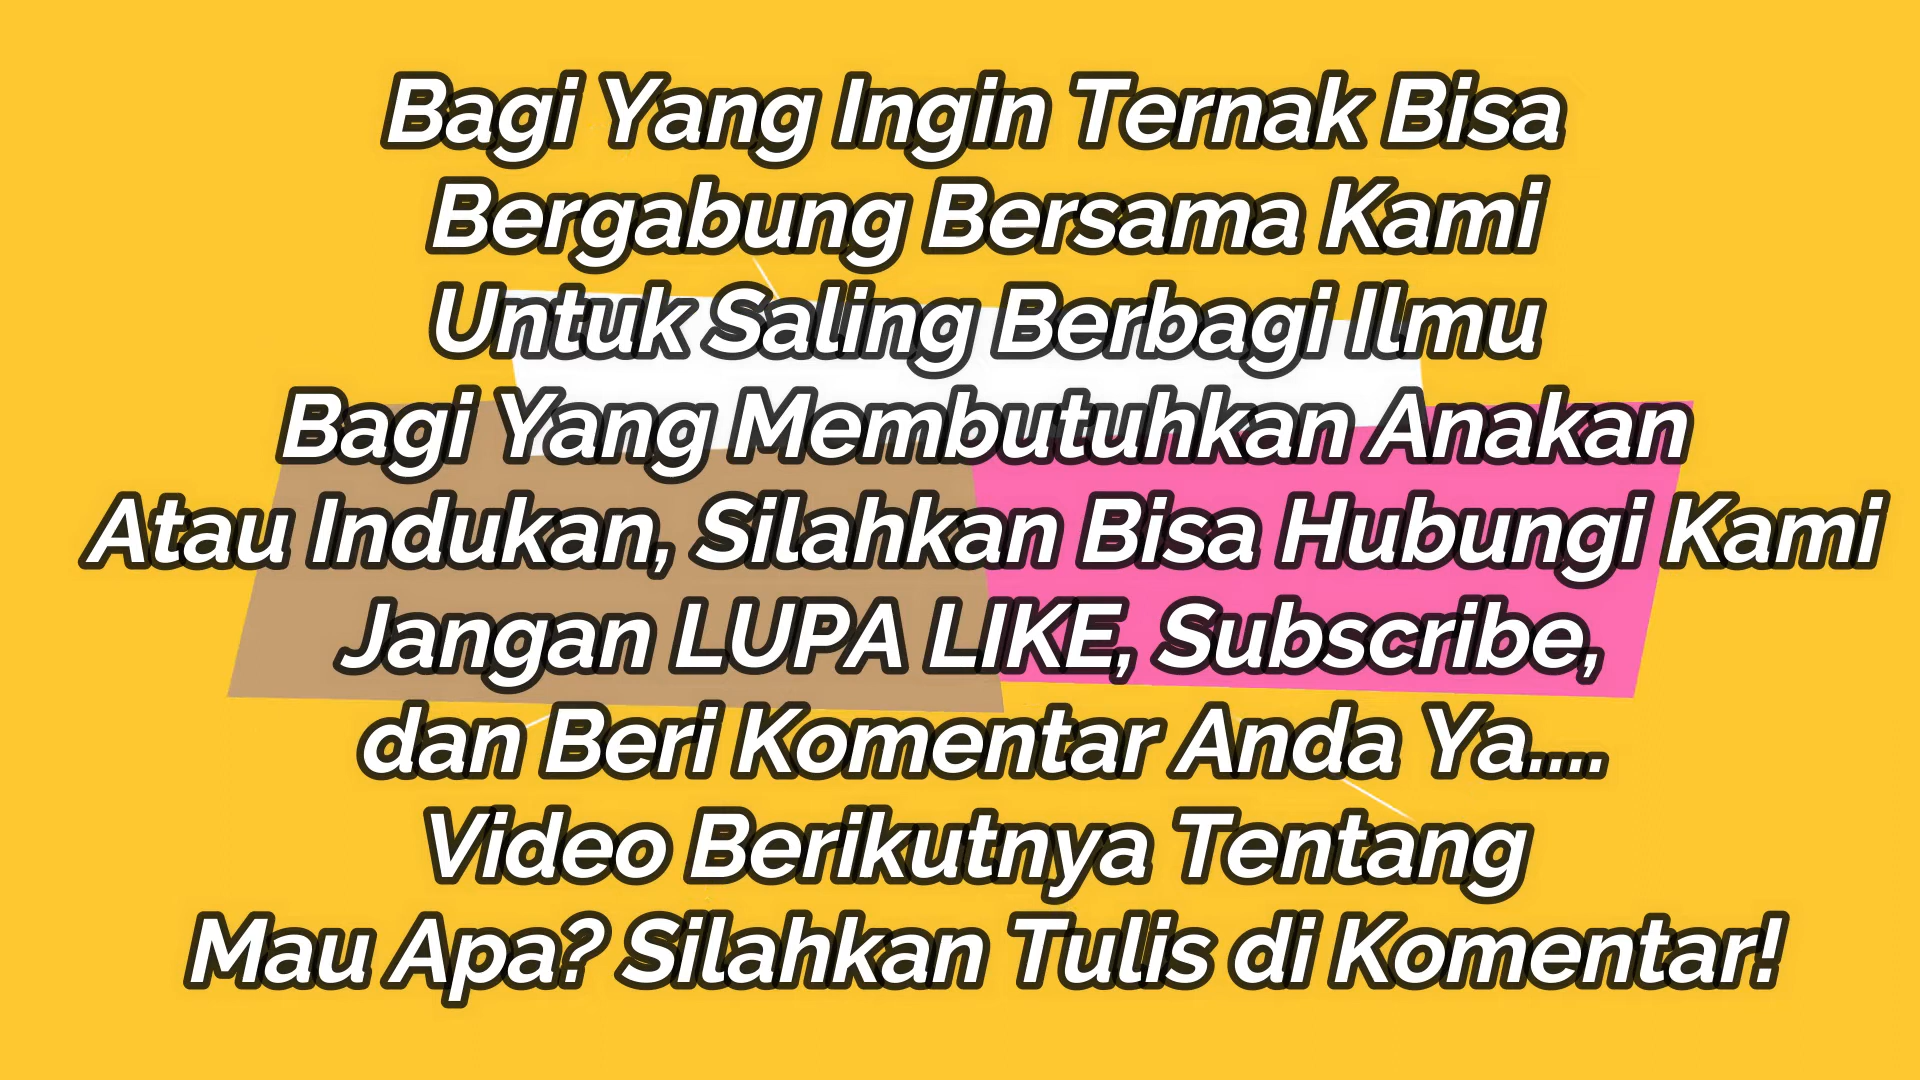 Bagi Yang Ingin Ternak Bisa
Bergabung Bersama Kami
Untuk Saling Berbagi Ilmu
Bagi Yang Membutuhkan Anakan
Atau Indukan, Silahkan Bisa Hubungi Kami
Jangan LUPA LIKE, Subscribe,
dan Beri Komentar Anda Ya....
Video Berikutnya Tentang
Mau Apa? Silahkan Tulis di Komentar!